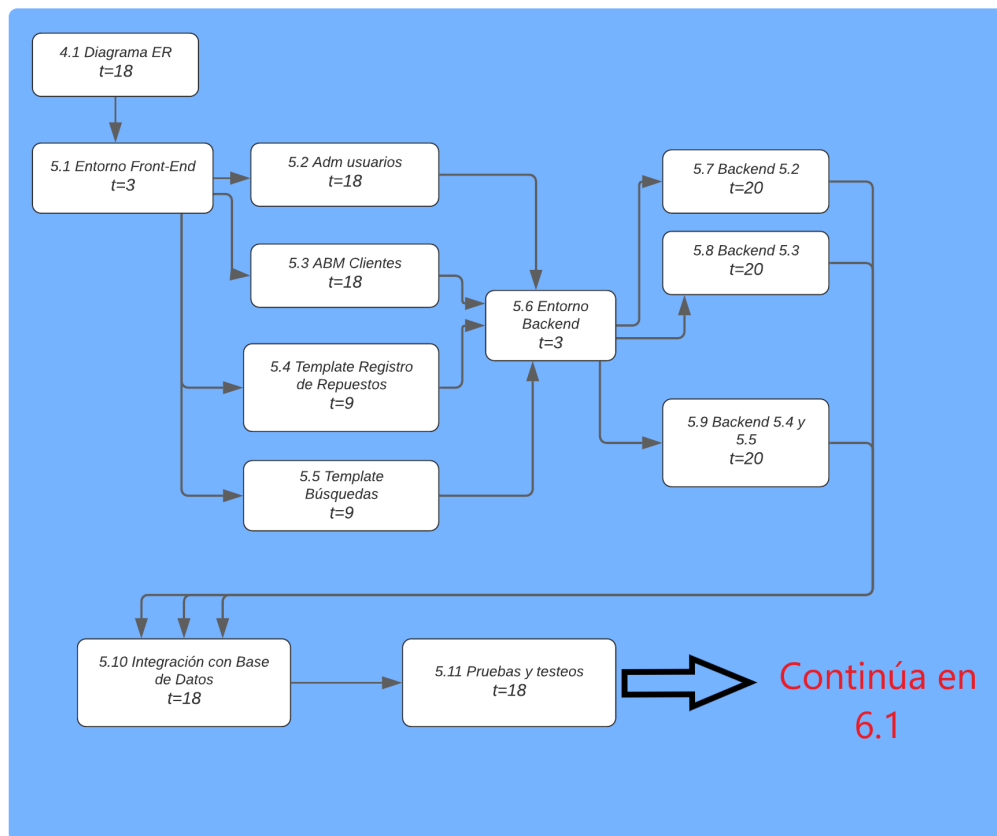 4.1 Diagrama ER
t=18
5.1 Entorno Front-End
t=3
5.2 Adm usuarios
t=18
5.3 ABM Clientes
t=18
5.4 Template Registro
de Repuestos
t=9
5.5 Template
Búsquedas
t=9
5.6 Entorno
Backend
t=3
5.7 Backend 5.2
t=20
5.8 Backend 5.3
t=20
5.9 Backend 5.4 y
5.5
t=20
5.10 Integración con Base
de Datos
t=18
5.11 Pruebas y testeos
t=18
Continúa en
6.1